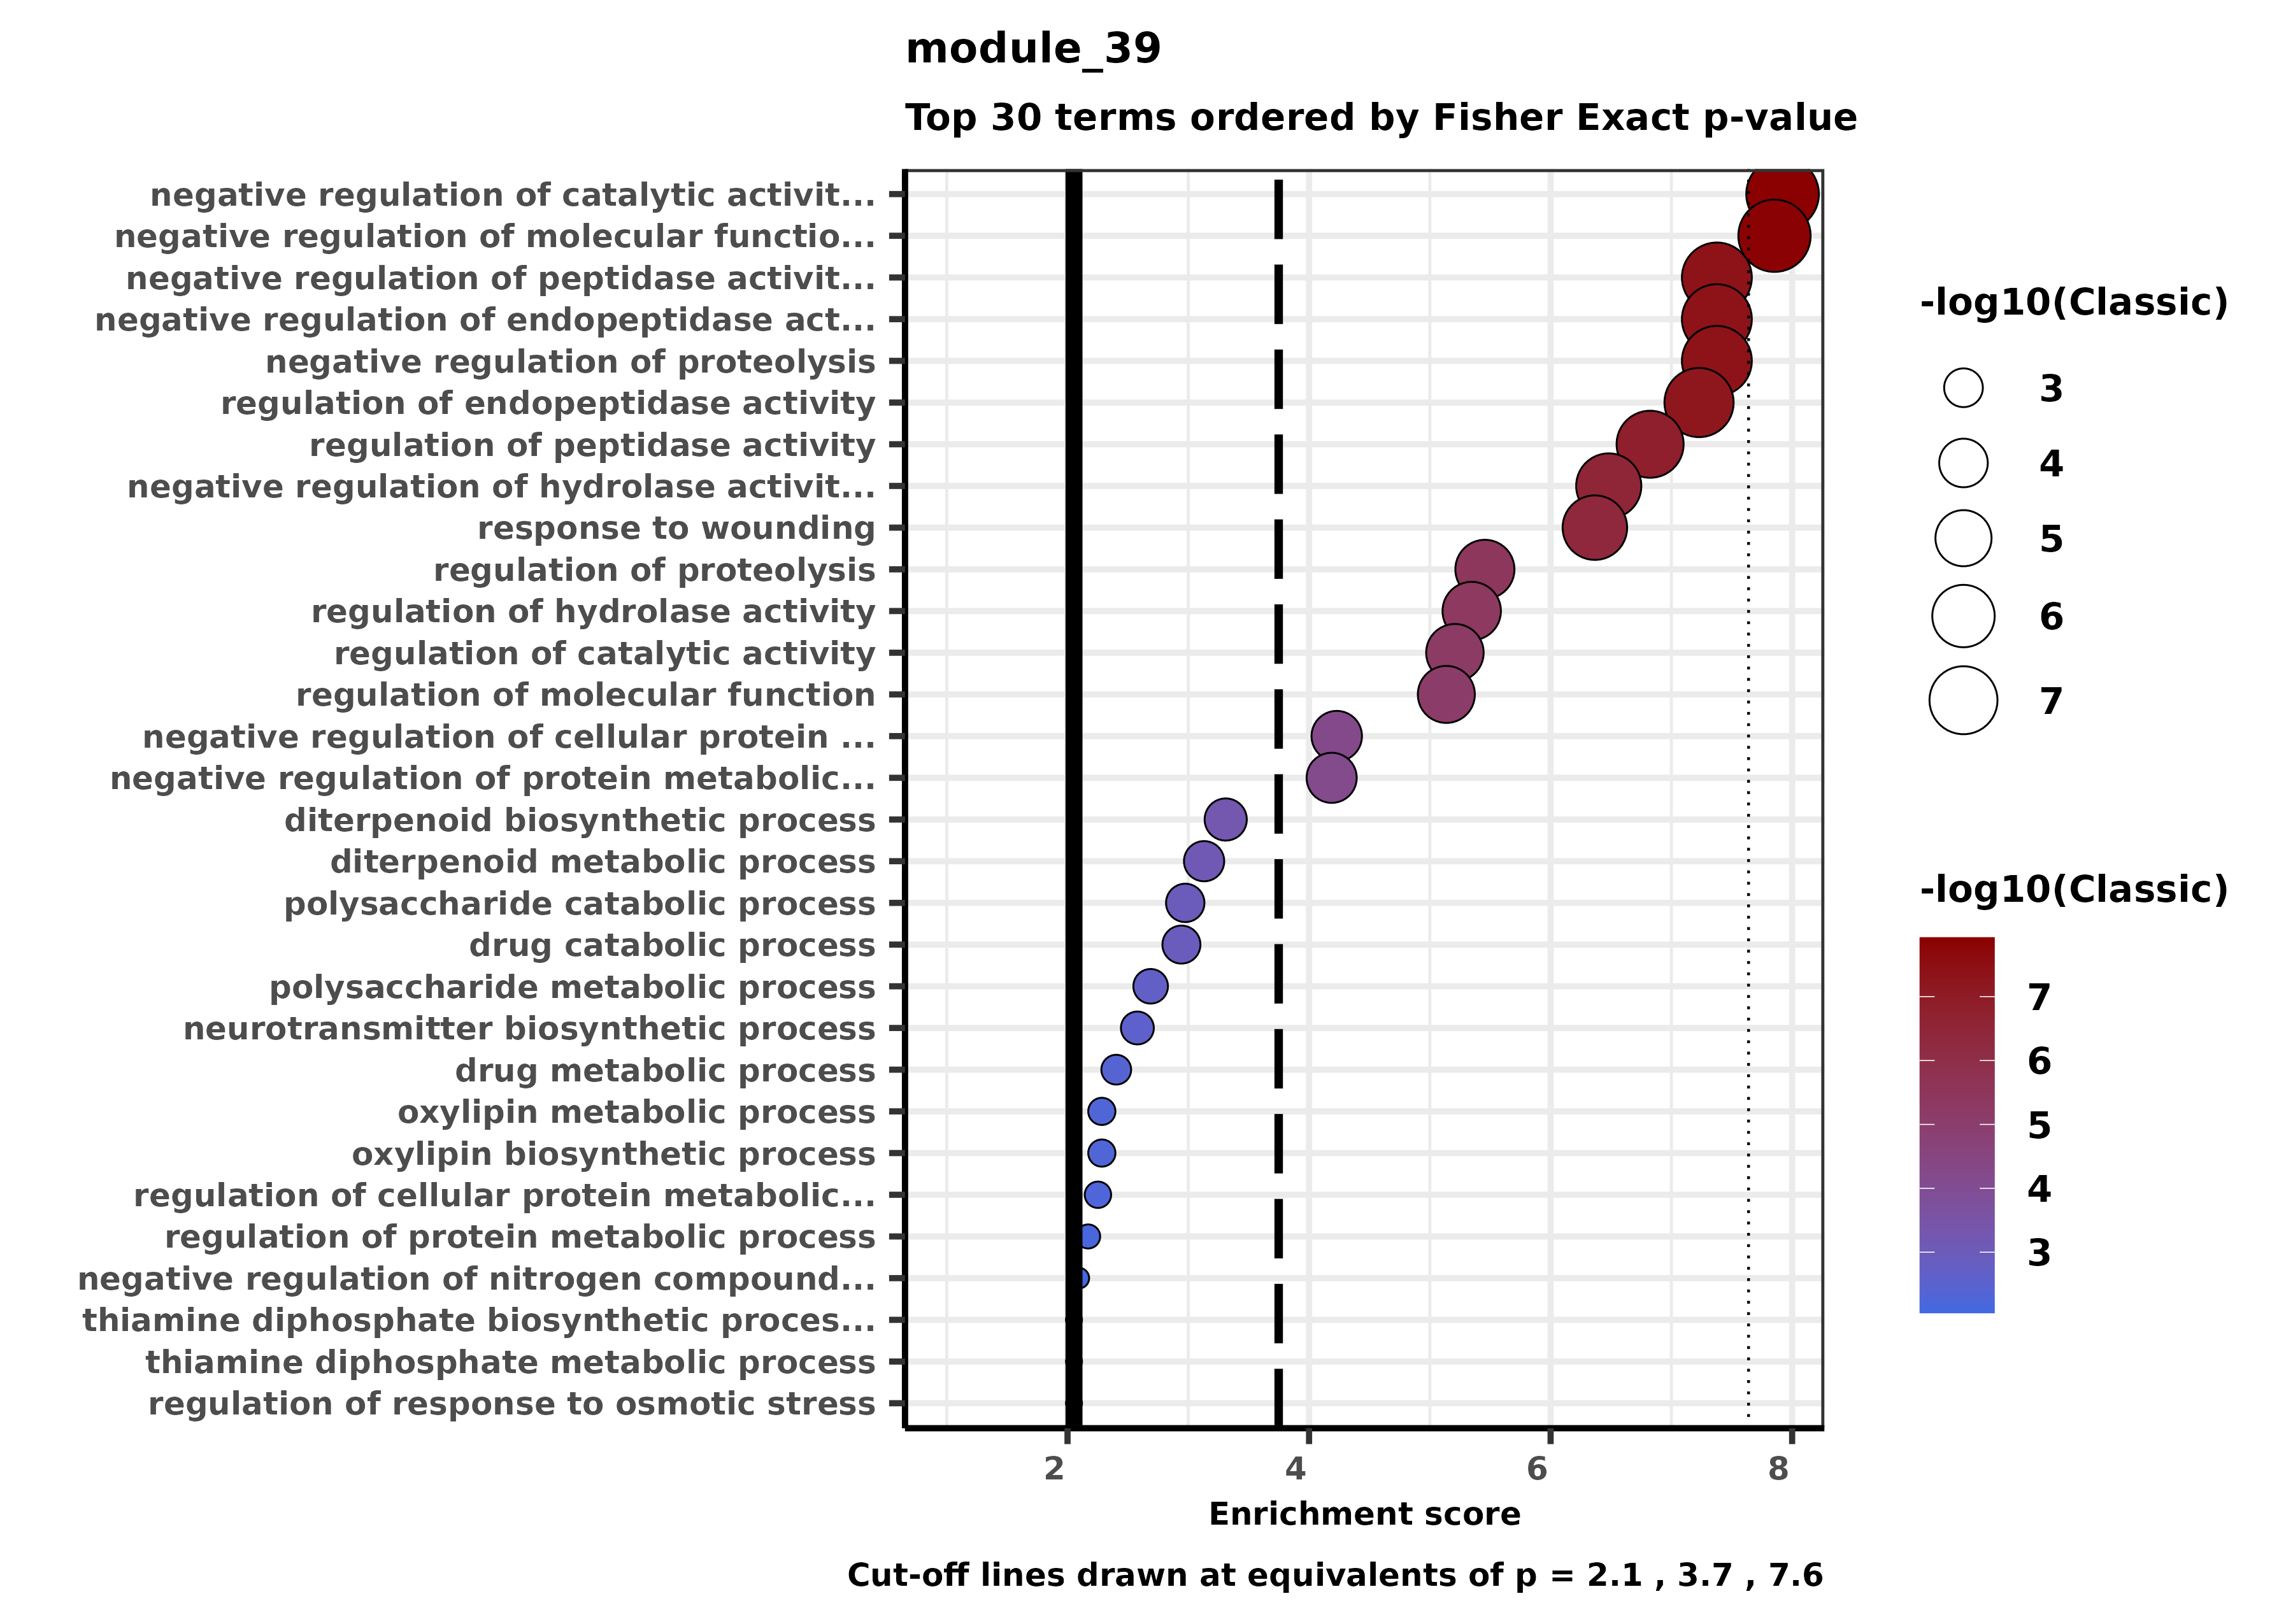 module_39
Top 30 terms ordered by Fisher Exact p-value
negative regulation of catalytic activit...
negative regulation of molecular functio...
negative regulation of peptidase activit...
negative regulation of endopeptidase act...
negative regulation of proteolysis
regulation of endopeptidase activity
regulation of peptidase activity
negative regulation of hydrolase activit...
response to wounding
regulation of proteolysis
regulation of hydrolase activity
regulation of catalytic activity
regulation of molecular function
negative regulation of cellular protein ...
negative regulation of protein metabolic...
diterpenoid biosynthetic process
diterpenoid metabolic process
polysaccharide catabolic process
drug catabolic process
polysaccharide metabolic process
neurotransmitter biosynthetic process
drug metabolic process
oxylipin metabolic process
oxylipin biosynthetic process
regulation of cellular protein metabolic...
regulation of protein metabolic process
negative regulation of nitrogen compound...
thiamine diphosphate biosynthetic proces...
thiamine diphosphate metabolic process
regulation of response to osmotic stress
2 4 6 8
Enrichment score
Cut-off lines drawn at equivalents of p = 2.1 , 3.7 , 7.6
-log10(Classic)
3
4
5
6
7
-log10(Classic)
7
6
5
4
3